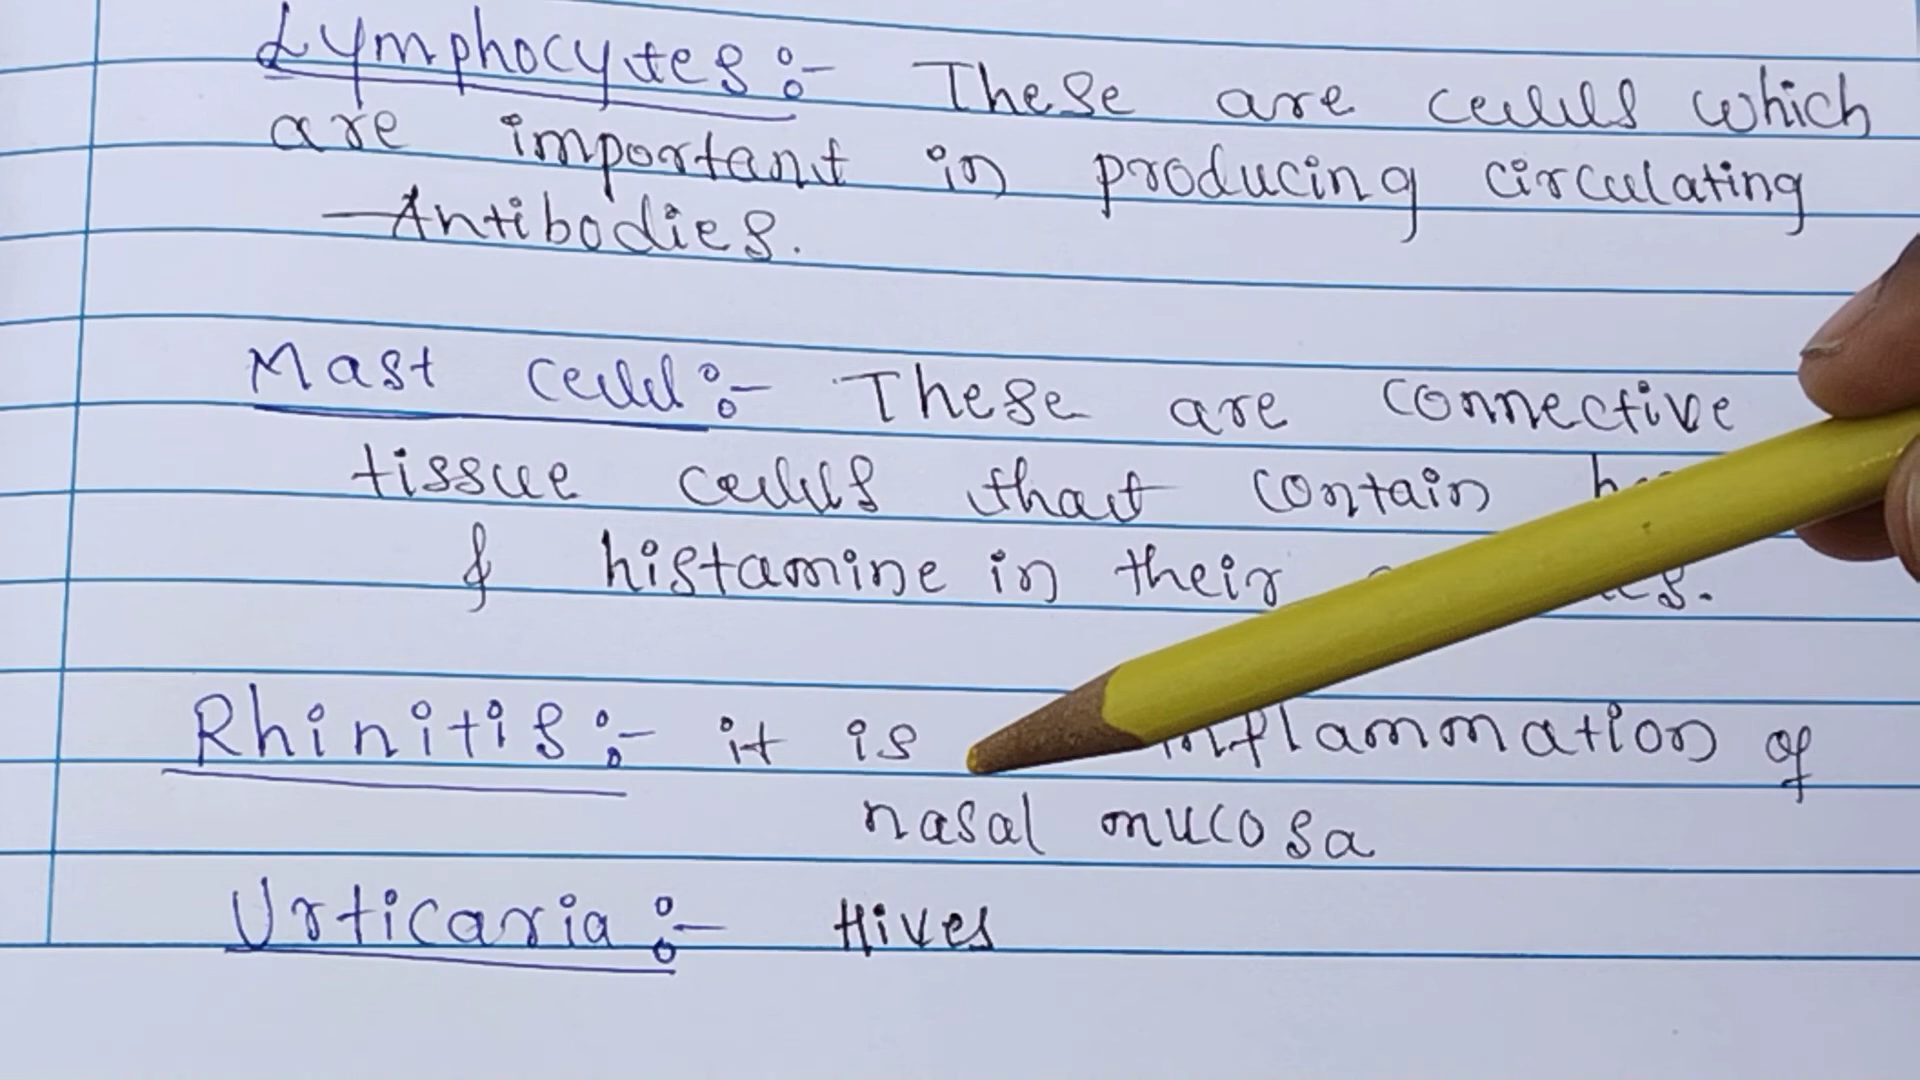 Lymphocytes :- These are cells which
are important in producing circulating
Antibodies.
Mast cell :- These are connective
tissue cells that contain
& histamine in their
Rhinitis :- it is inflammation of
nasal mucosa
Urticaria :- Hives